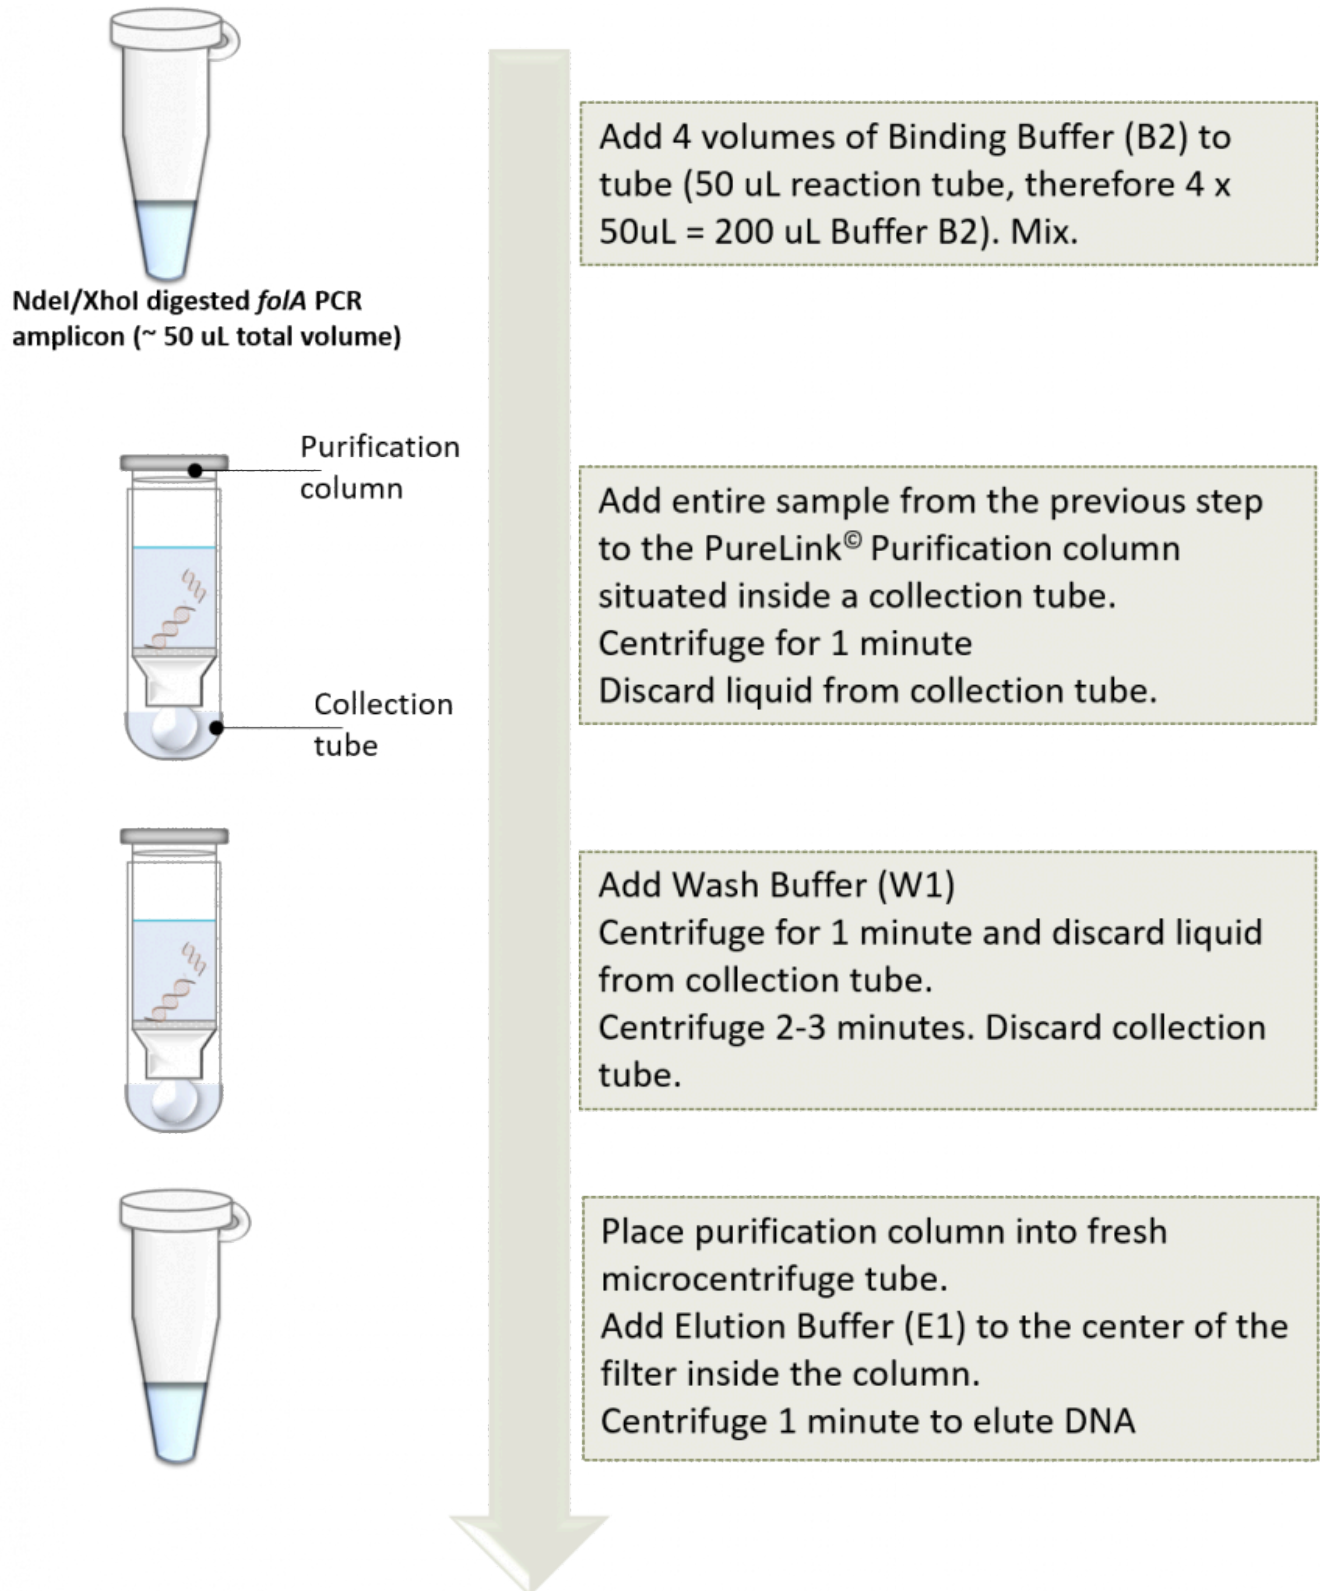 Add 4 volumes of Binding Buffer (B2) to
tube (50 uL reaction tube, therefore 4 x
50uL = 200 uL Buffer B2). Mix.
NdeI/XhoI digested folA PCR
amplicon (~ 50 uL total volume)
Purification
column
Add entire sample from the previous step
to the PureLink© Purification column
situated inside a collection tube.
Centrifuge for 1 minute
Discard liquid from collection tube.
Collection
tube
Add Wash Buffer (W1)
Centrifuge for 1 minute and discard liquid
from collection tube.
Centrifuge 2-3 minutes. Discard collection
tube.
Place purification column into fresh
microcentrifuge tube.
Add Elution Buffer (E1) to the center of the
filter inside the column.
Centrifuge 1 minute to elute DNA